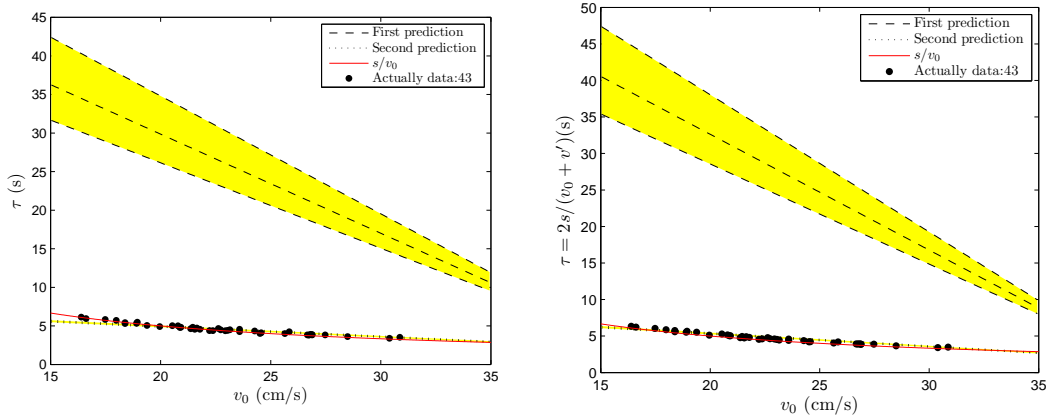 45
40
35
30
25
20
15
10
5
0
τ (s)
15 20 25 30 35
v₀ (cm/s)
First prediction
Second prediction
s/v₀
Actually data:43
50
45
40
35
30
25
20
15
10
5
0
τ = 2s/(v₀ + v′)(s)
15 20 25 30 35
v₀ (cm/s)
First prediction
Second prediction
s/v₀
Actually data:43